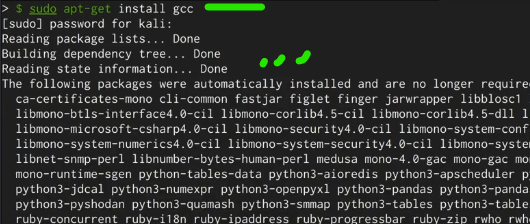 > $ sudo apt-get install gcc
[sudo] password for kali:
Reading package lists... Done
Building dependency tree... Done
Reading state information... Done
The following packages were automatically installed and are no longer require
ca-certificates-mono cli-common fastjar figlet finger jarwrapper libblosc1
libmono-btls-interface4.0-cil libmono-corlib4.5-cil libmono-corlib4.5-dll l
libmono-microsoft-csharp4.0-cil libmono-security4.0-cil libmono-system-conf
libmono-system-numerics4.0-cil libmono-system-security4.0-cil libmono-syste
libnet-snmp-perl libnumber-bytes-human-perl medusa mono-4.0-gac mono-gac mo
mono-runtime-sgen python-tables-data python3-aioredis python3-apscheduler p
python3-jdcal python3-numexpr python3-openpyxl python3-pandas python3-panda
python3-pyshodan python3-quamash python3-smmap python3-tables python3-tabl
ruby-concurrent ruby-i18n ruby-ipaddress ruby-progressbar ruby-zip rwho r